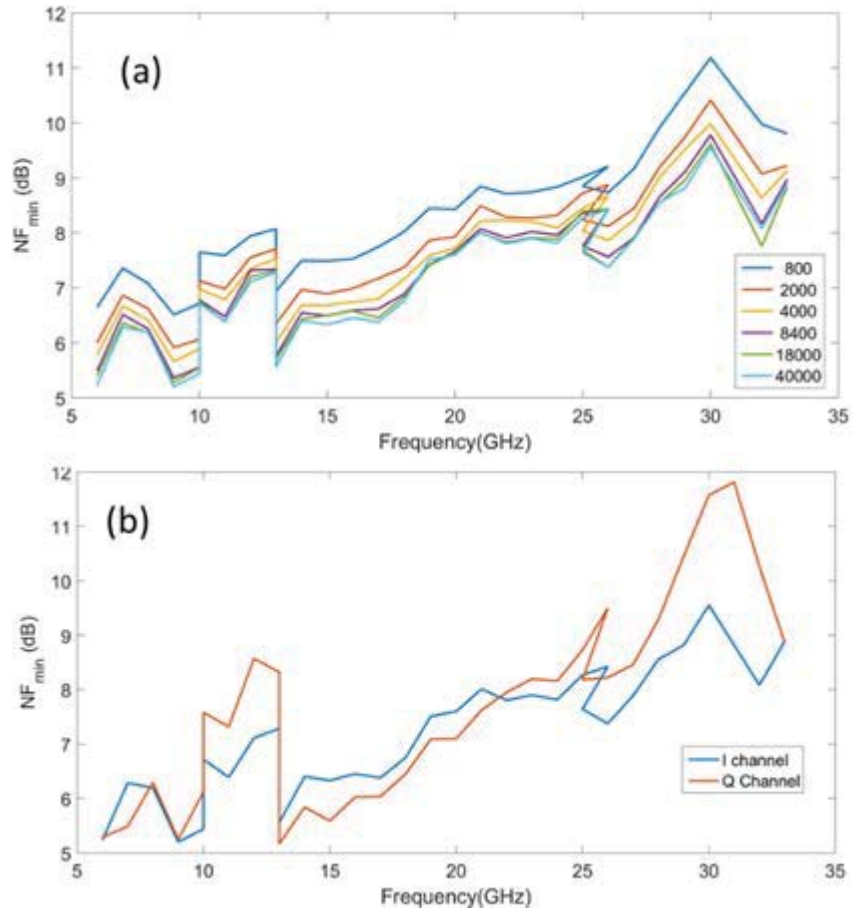 (a)
12
11
10
9
8
7
6
5
NFmin (dB)
5 10 15 20 25 30 35
Frequency(GHz)
800
2000
4000
8400
18000
40000
(b)
12
11
10
9
8
7
6
5
NFmin (dB)
5 10 15 20 25 30 35
Frequency(GHz)
I channel
Q Channel